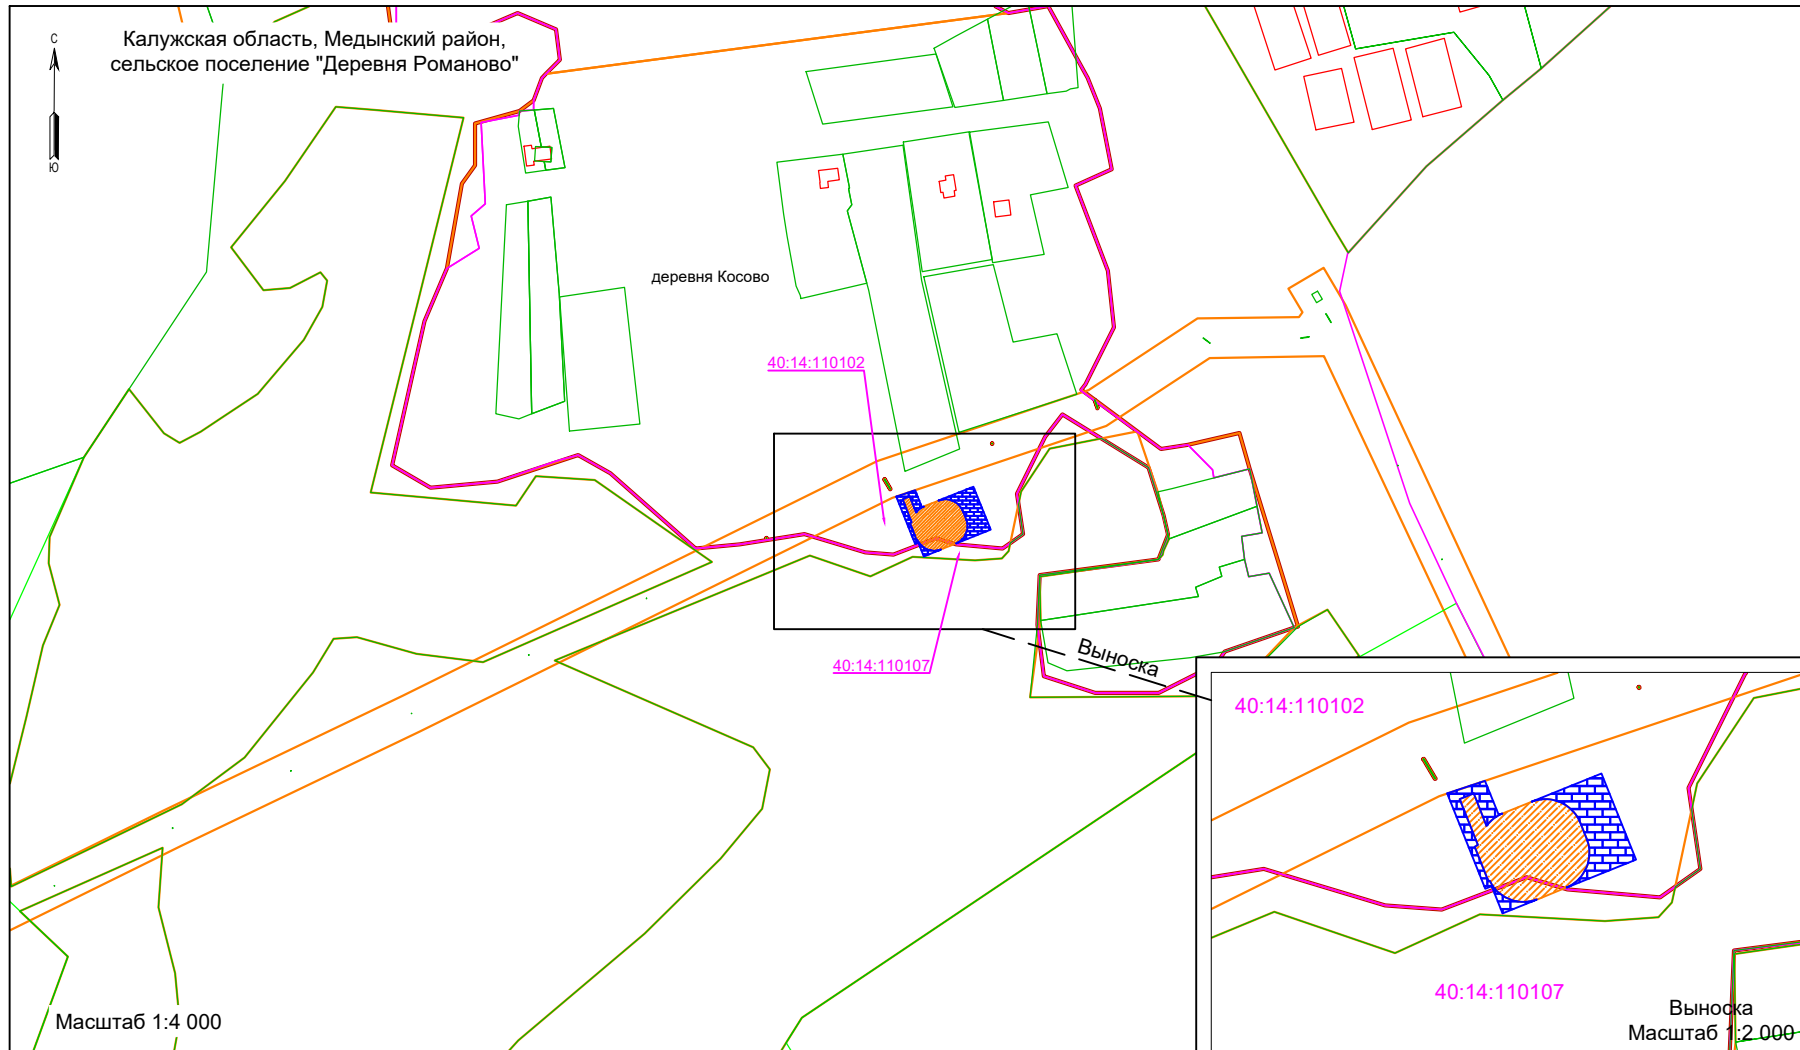 С
Ю
Калужская область, Медынский район,
сельское поселение "Деревня Романово"
деревня Косово
40:14:110102
40:14:110107
Выноска
40:14:110102
40:14:110107
Масштаб 1:4 000
Выноска
Масштаб 1:2 000